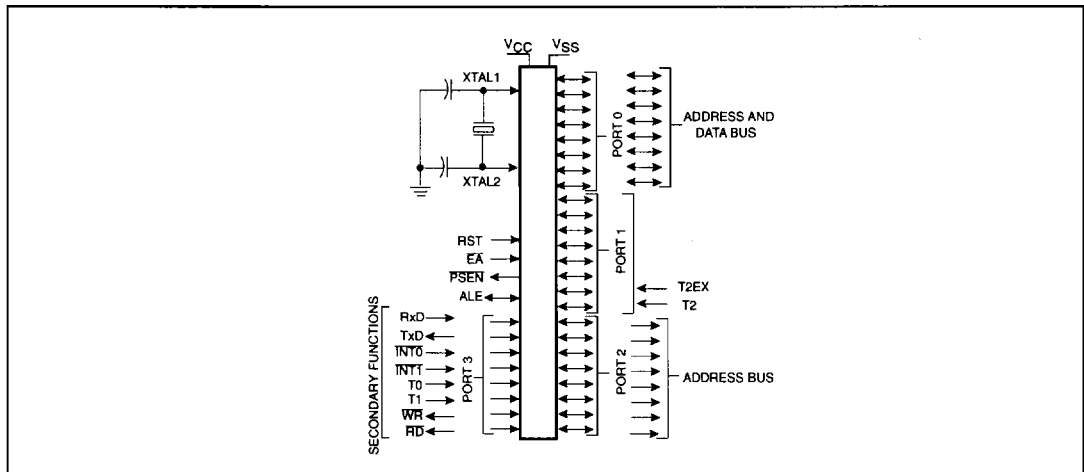 VCC VSS
XTAL1
XTAL2
PORT 0
ADDRESS AND
DATA BUS
PORT 1
T2EX
T2
RST
EA
PSEN
ALE
SECONDARY FUNCTIONS
RxD
TxD
INT0
INT1
T0
T1
WR
RD
PORT 3
PORT 2
ADDRESS BUS